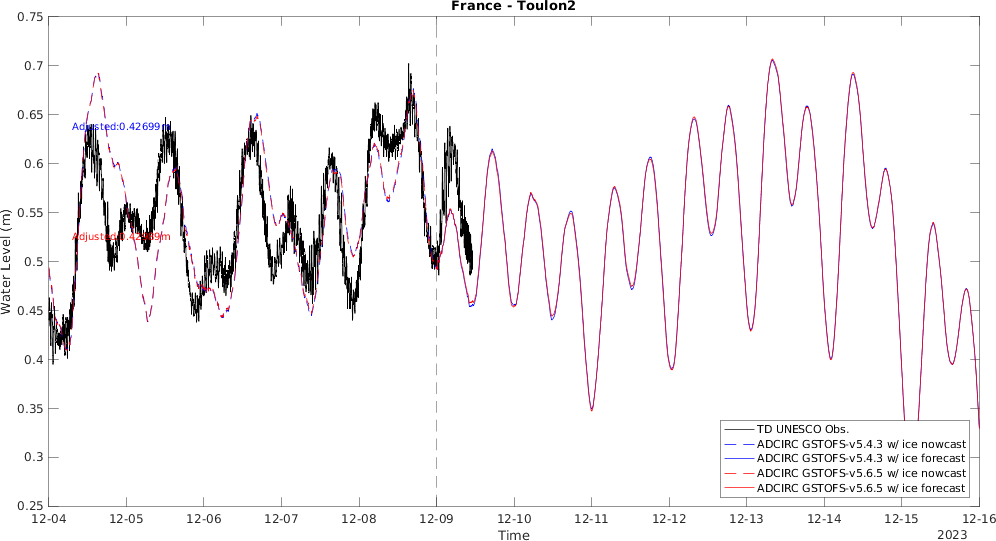 France - Toulon2
0.75
0.7
0.65
0.6
0.55
0.5
0.45
0.4
0.35
0.3
0.25
Water Level (m)
Adjusted:0.42699m
TD UNESCO Obs.
ADCIRC GSTOFS-v5.4.3 w/ ice nowcast
ADCIRC GSTOFS-v5.4.3 w/ ice forecast
ADCIRC GSTOFS-v5.6.5 w/ ice nowcast
ADCIRC GSTOFS-v5.6.5 w/ ice forecast
12-04 12-05 12-06 12-07 12-08 12-09 12-10 12-11 12-12 12-13 12-14 12-15 12-16
Time
2023